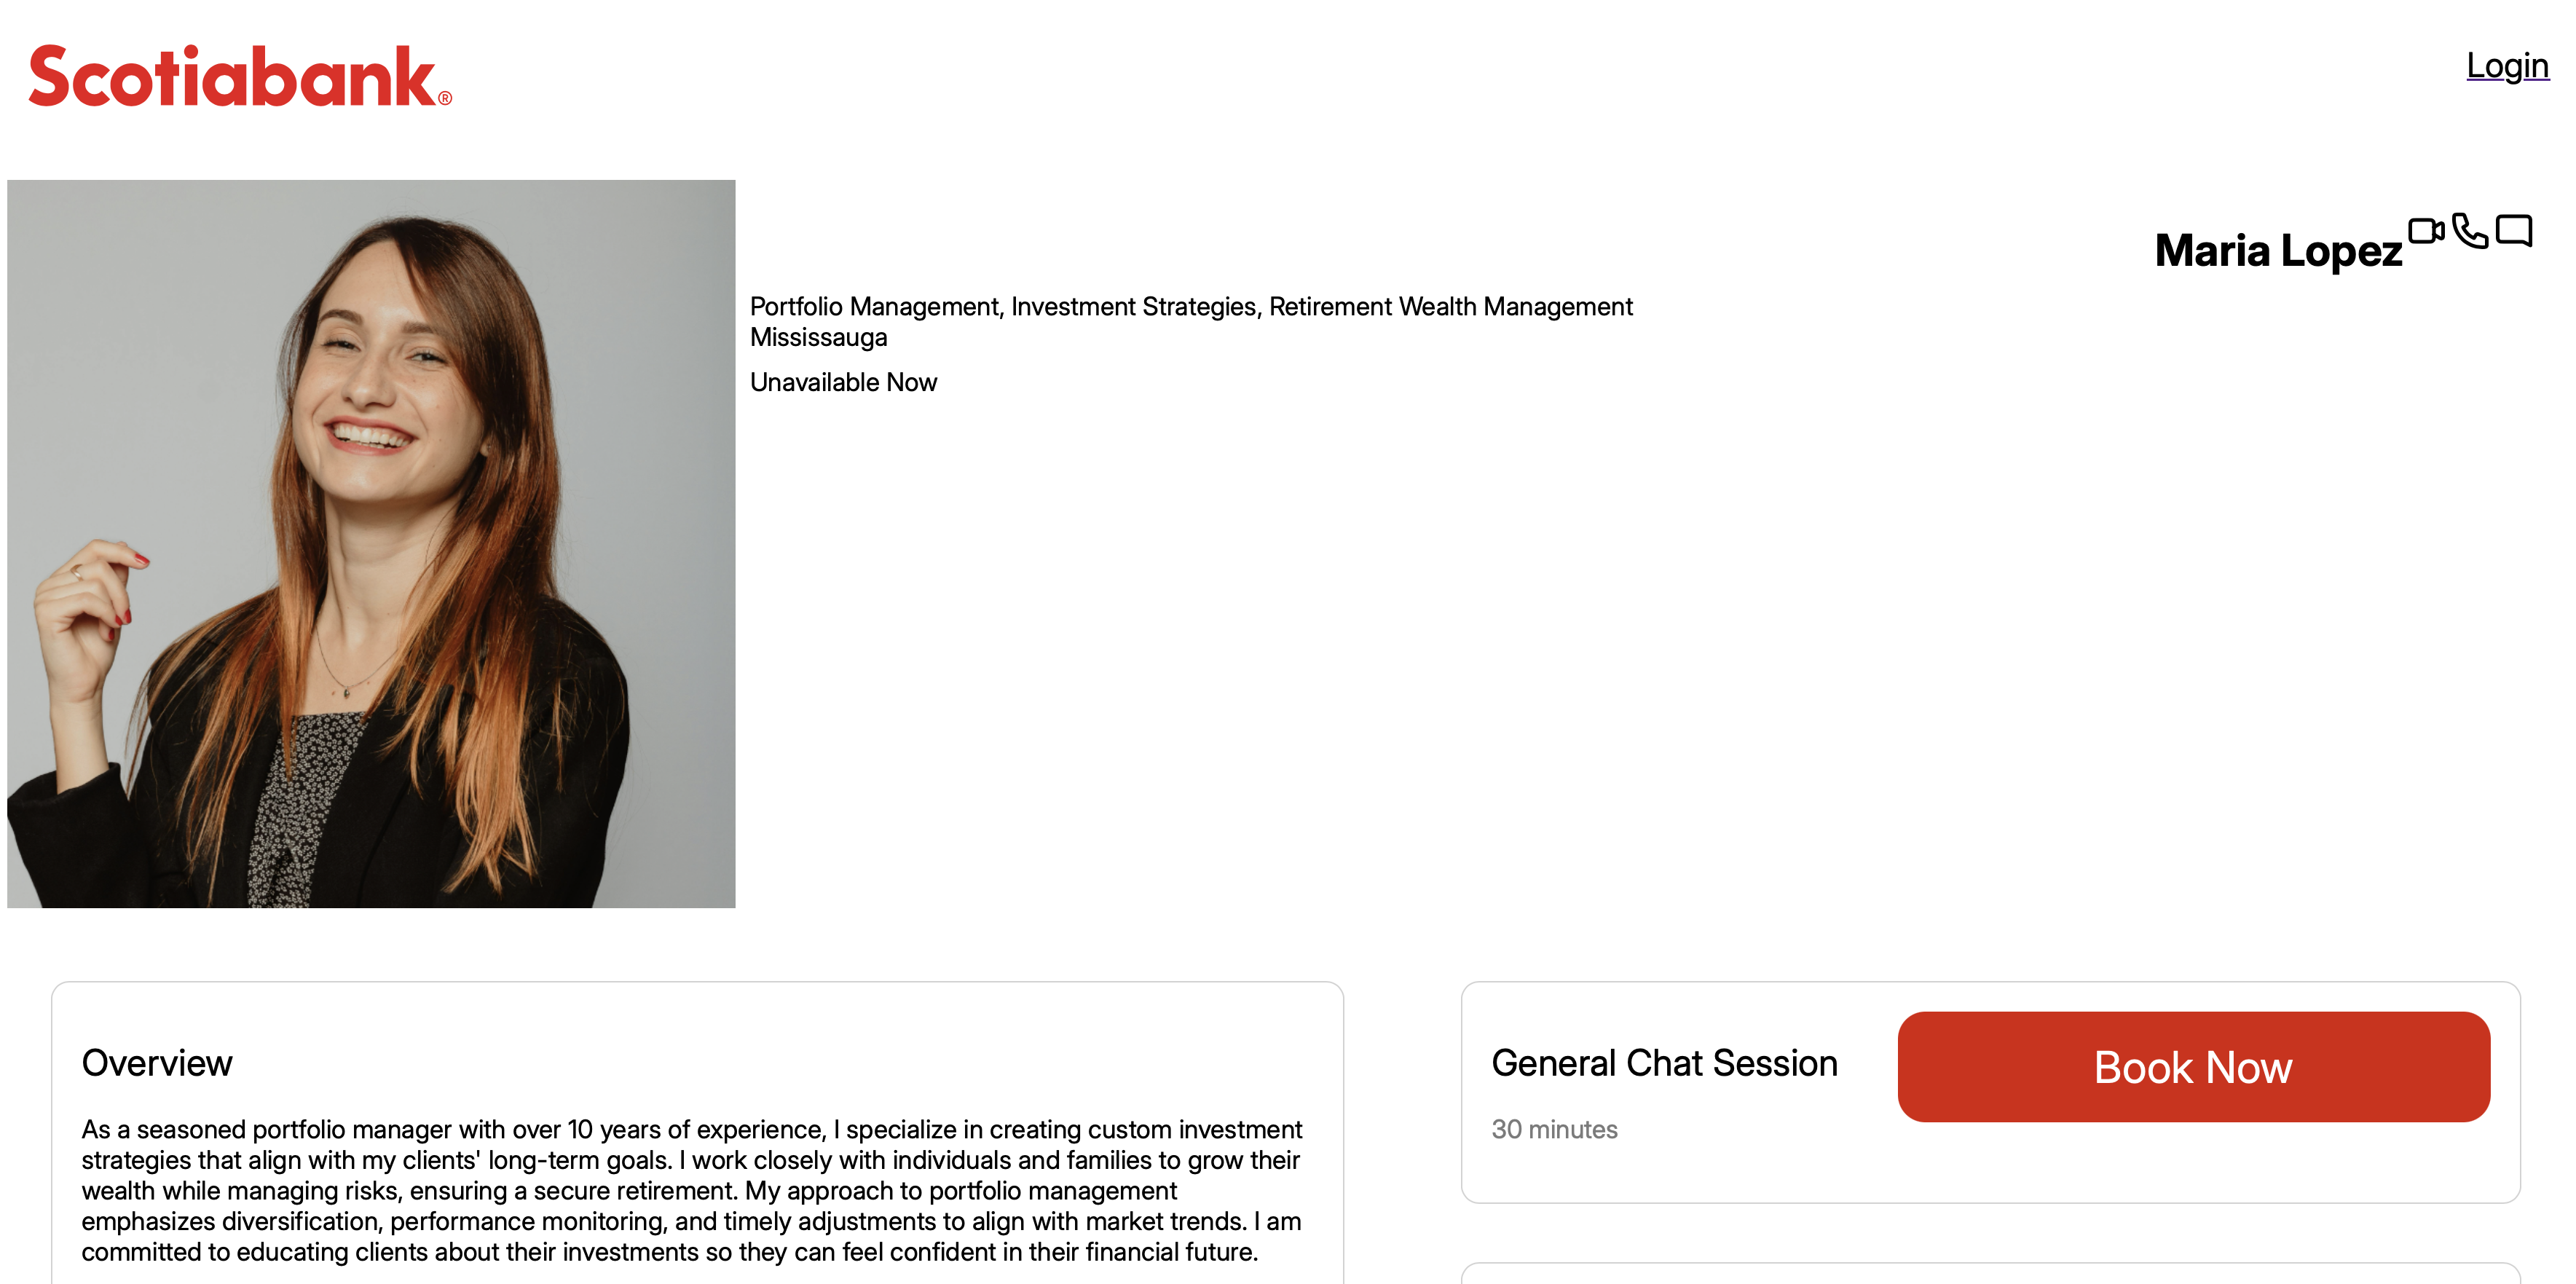 Scotiabank®
Login
Maria Lopez
Portfolio Management, Investment Strategies, Retirement Wealth Management
Mississauga
Unavailable Now
Overview
As a seasoned portfolio manager with over 10 years of experience, I specialize in creating custom investment
strategies that align with my clients' long-term goals. I work closely with individuals and families to grow their
wealth while managing risks, ensuring a secure retirement. My approach to portfolio management
emphasizes diversification, performance monitoring, and timely adjustments to align with market trends. I am
committed to educating clients about their investments so they can feel confident in their financial future.
General Chat Session
30 minutes
Book Now